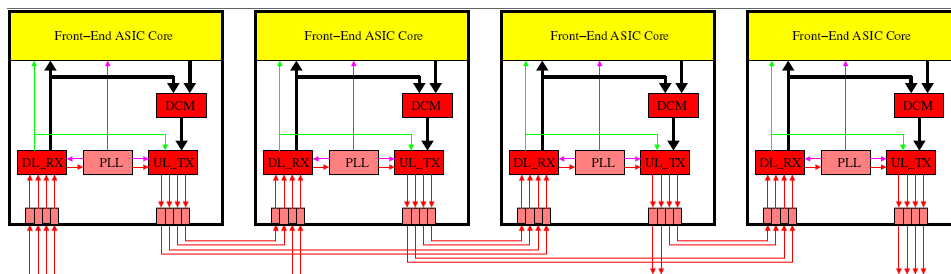 Front-End ASIC Core Front-End ASIC Core Front-End ASIC Core Front-End ASIC Core
DCM DCM DCM DCM
DL_RX PLL UL_TX DL_RX PLL UL_TX DL_RX PLL UL_TX DL_RX PLL UL_TX